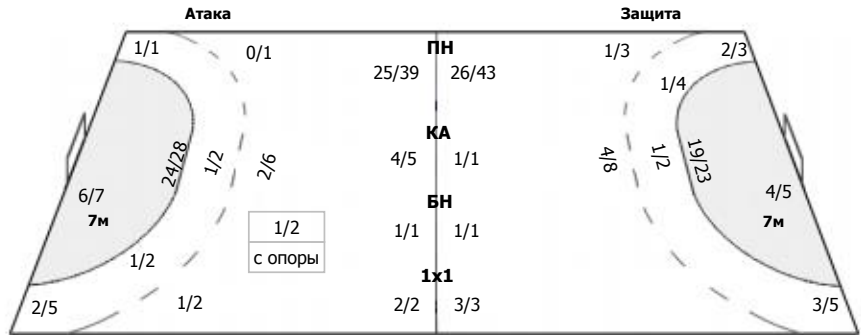 Атака Защита
1/1 0/1 ПН 1/3 2/3
25/39 26/43
1/4
КА
24/28 1/2 2/6 4/5 1/1 4/8 1/2 19/23
6/7 4/5
7м БН 7м
1/2 1/1 1/1
с опоры
1/2
1х1
2/5 1/2 2/2 3/3 3/5